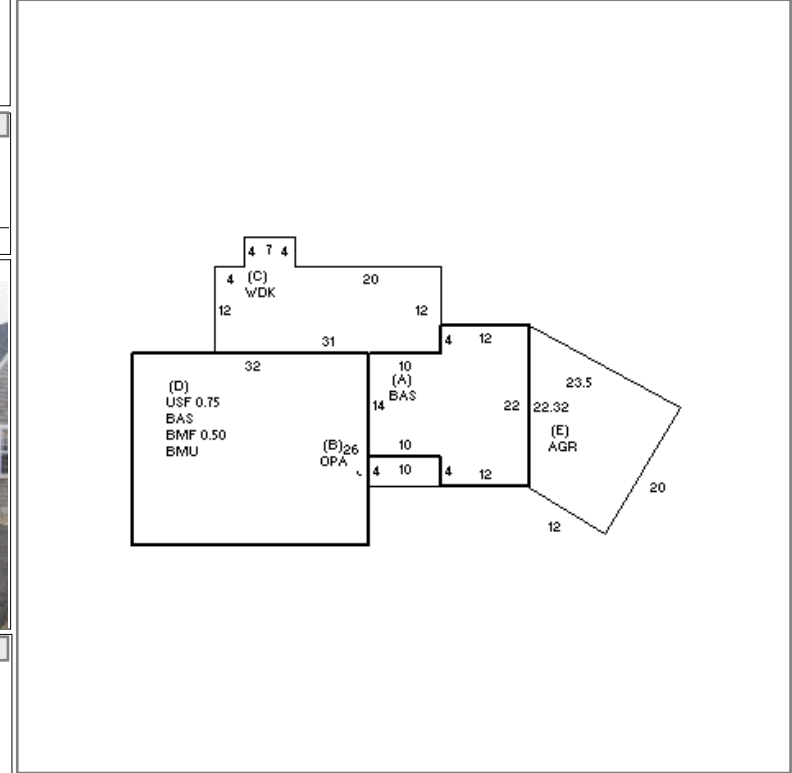 4 7 4
4 (C) 20
WDK
12 12
31 4 12
32 10
(D) (A)
USF 0.75 BAS
BAS 14 22 22.32 23.5
BMF 0.50 (E)
BMU AGR
(B) 26 10
OPA 4 10 4 12
20
12